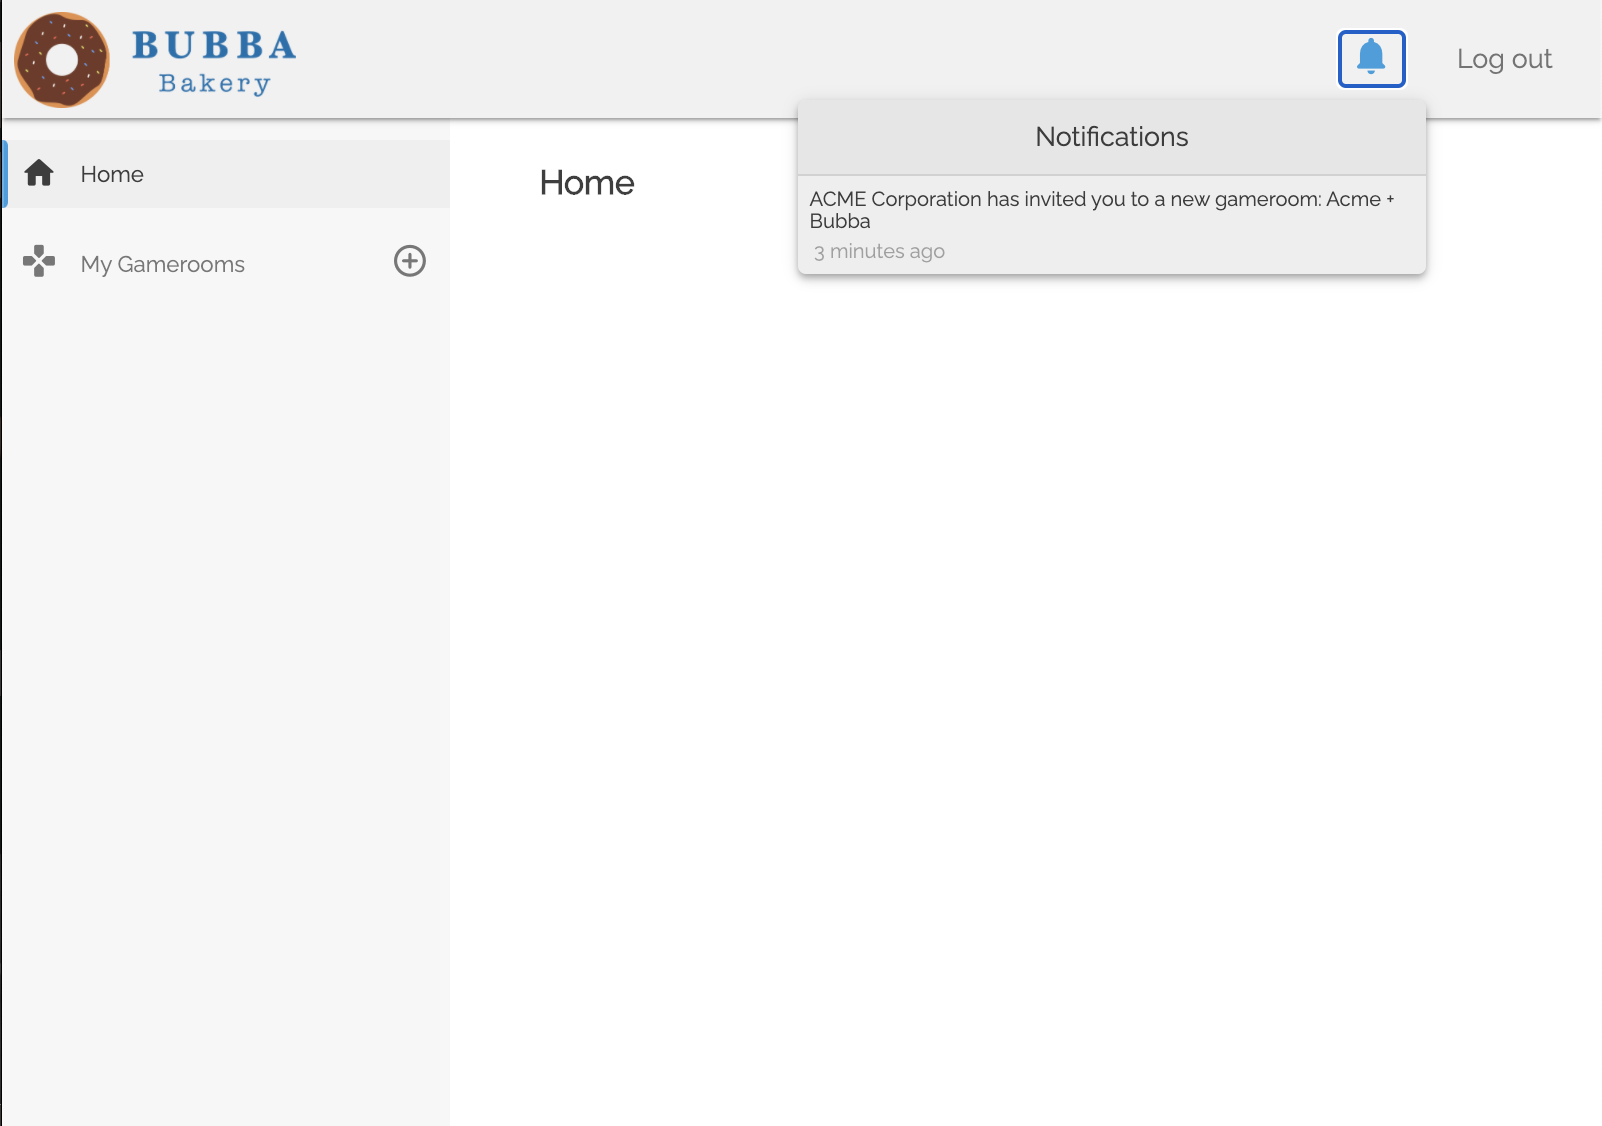 BUBBA
Bakery
Log out
Notifications
ACME Corporation has invited you to a new gameroom: Acme +
Bubba
3 minutes ago
Home
My Gamerooms
Home